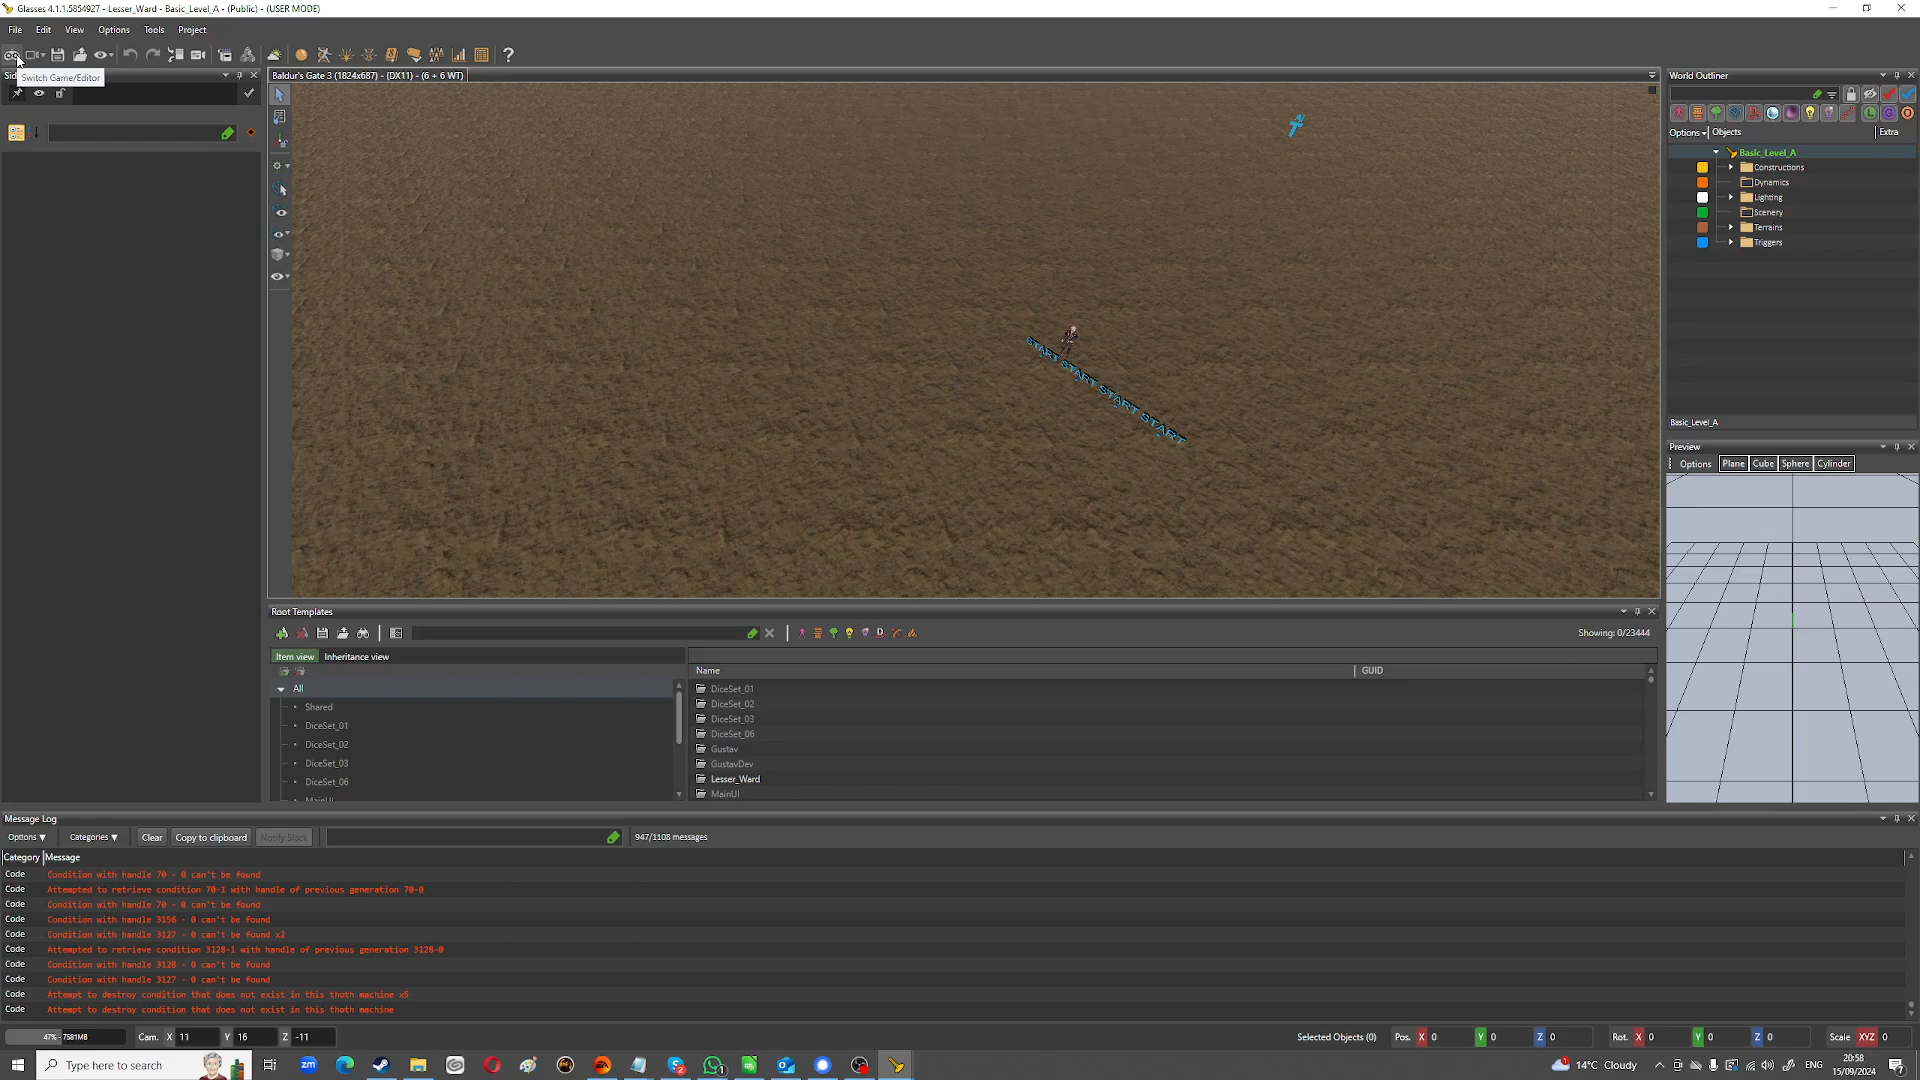 Glasses 4.1.1.5854927 - Lesser_Ward - Basic_Level_A - (Public) - (USER MODE)
File Edit View Options Tools Project
Switch Game/Editor
Baldur's Gate 3 (1824x687) - (DX11) - (6 + 6 WT)
START START START START
AI
World Outliner
Options Objects Extra
Basic_Level_A
Constructions
Dynamics
Lighting
Scenery
Terrains
Triggers
Basic_Level_A
Preview
Options Plane Cube Sphere Cylinder
Root Templates
Showing: 0/23444
Item view Inheritance view
All
Shared
DiceSet_01
DiceSet_02
DiceSet_03
DiceSet_06
MainUI
Name GUID
DiceSet_01
DiceSet_02
DiceSet_03
DiceSet_06
Gustav
GustavDev
Lesser_Ward
MainUI
Message Log
Options Categories Clear Copy to clipboard Notify Slack 947/1108 messages
Category Message
Code Condition with handle 70 - 0 can't be found
Code Attempted to retrieve condition 70-1 with handle of previous generation 70-0
Code Condition with handle 70 - 0 can't be found
Code Condition with handle 3156 - 0 can't be found
Code Condition with handle 3127 - 0 can't be found x2
Code Attempted to retrieve condition 3128-1 with handle of previous generation 3128-0
Code Condition with handle 3128 - 0 can't be found
Code Condition with handle 3127 - 0 can't be found
Code Attempt to destroy condition that does not exist in this thoth machine x5
Code Attempt to destroy condition that does not exist in this thoth machine
47% - 7581MB Cam. X 11 Y 16 Z -11 Selected Objects (0) Pos. X 0 Y 0 Z 0 Rot. X 0 Y 0 Z 0 Scale XYZ 0
Type here to search
14°C Cloudy ENG 20:58
15/09/2024